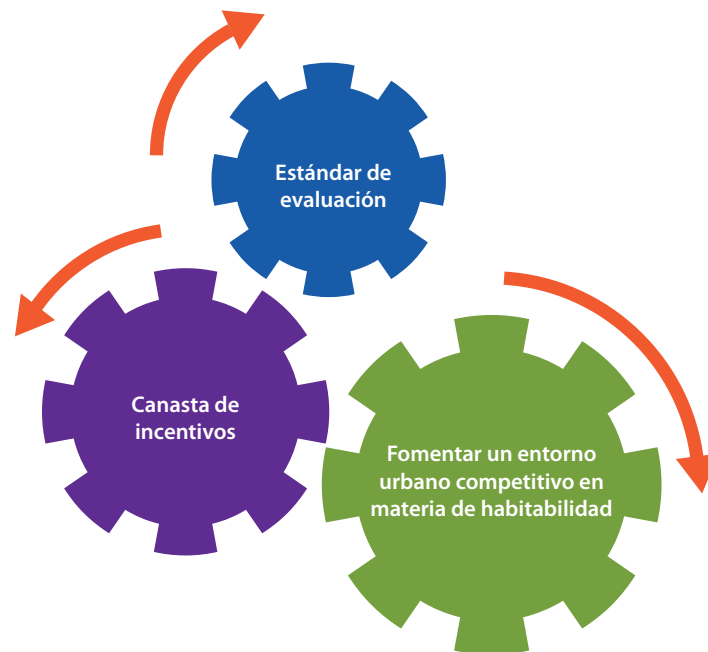 Estándar de
evaluación
Canasta de
incentivos
Fomentar un entorno
urbano competitivo en
materia de habitabilidad